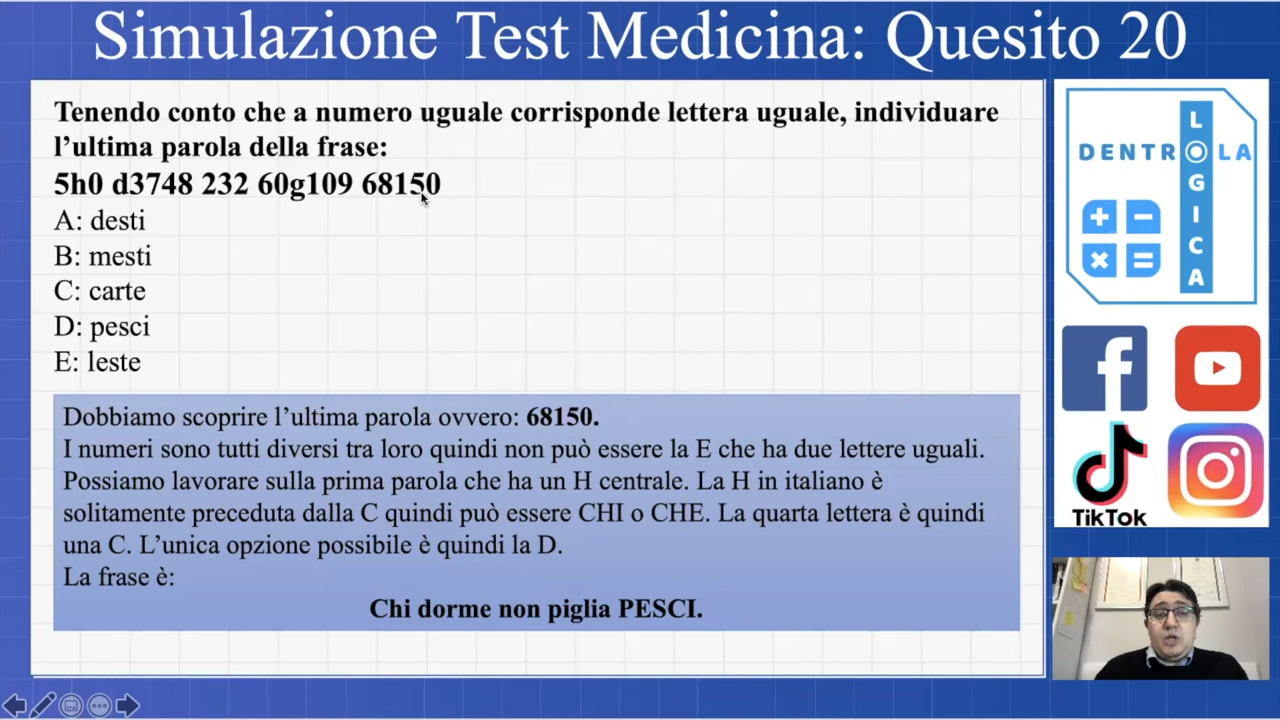 Simulazione Test Medicina: Quesito 20
Tenendo conto che a numero uguale corrisponde lettera uguale, individuare
l’ultima parola della frase:
5h0 d3748 232 60g109 68150
A: desti
B: mesti
C: carte
D: pesci
E: leste
Dobbiamo scoprire l’ultima parola ovvero: 68150.
I numeri sono tutti diversi tra loro quindi non può essere la E che ha due lettere uguali.
Possiamo lavorare sulla prima parola che ha un H centrale. La H in italiano è
solitamente preceduta dalla C quindi può essere CHI o CHE. La quarta lettera è quindi
una C. L’unica opzione possibile è quindi la D.
La frase è:
Chi dorme non piglia PESCI.
DENTRO LA
LOGICA
TikTok